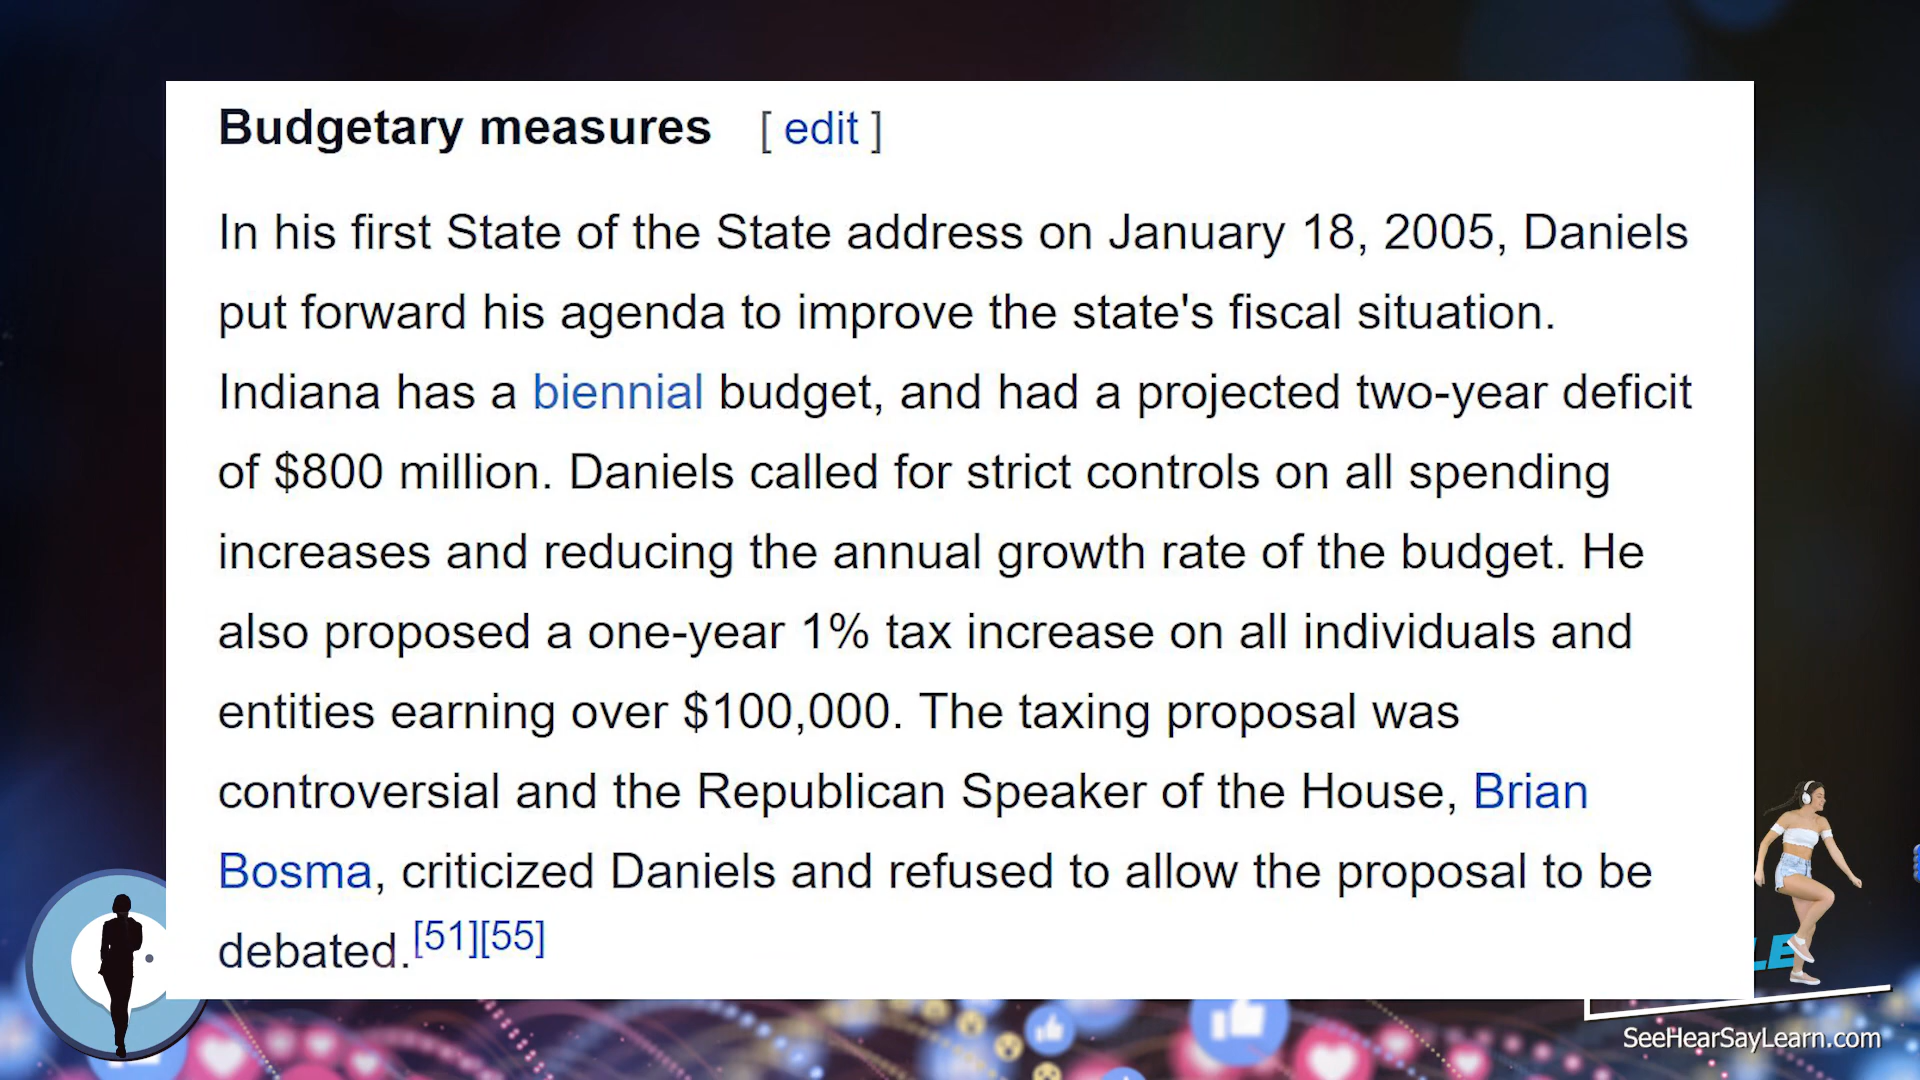 Budgetary measures [ edit ]
In his first State of the State address on January 18, 2005, Daniels
put forward his agenda to improve the state's fiscal situation.
Indiana has a biennial budget, and had a projected two-year deficit
of $800 million. Daniels called for strict controls on all spending
increases and reducing the annual growth rate of the budget. He
also proposed a one-year 1% tax increase on all individuals and
entities earning over $100,000. The taxing proposal was
controversial and the Republican Speaker of the House, Brian
Bosma, criticized Daniels and refused to allow the proposal to be
debated.[51][55]
SeeHearSayLearn.com